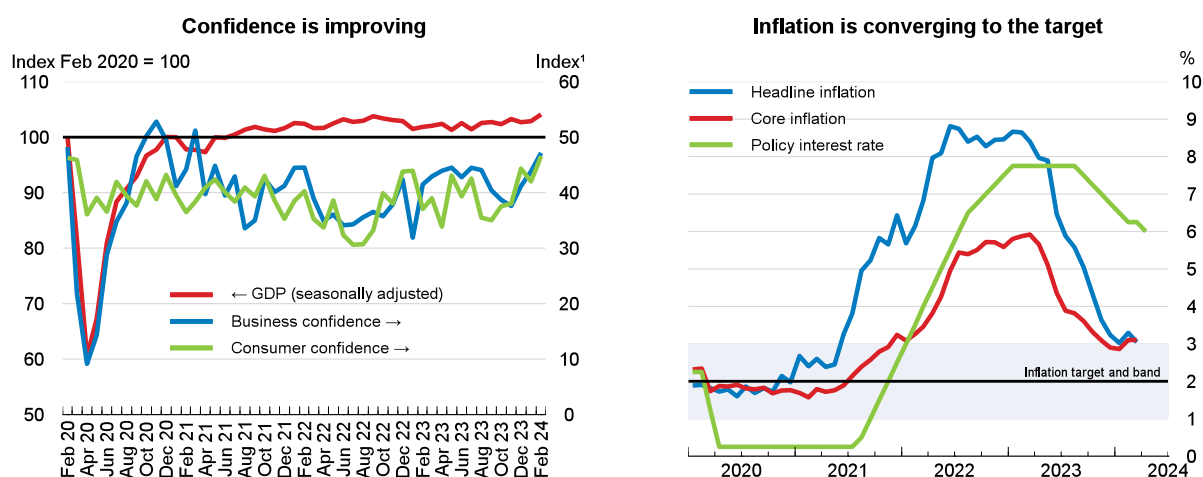 Confidence is improving
Index Feb 2020 = 100
Index¹
110
100
90
80
70
60
50
60
50
40
30
20
10
0
← GDP (seasonally adjusted)
Business confidence →
Consumer confidence →
Feb 20
Apr 20
Jun 20
Aug 20
Oct 20
Dec 20
Feb 21
Apr 21
Jun 21
Aug 21
Oct 21
Dec 21
Feb 22
Apr 22
Jun 22
Aug 22
Oct 22
Dec 22
Feb 23
Apr 23
Jun 23
Aug 23
Oct 23
Dec 23
Feb 24
Inflation is converging to the target
%
10
9
8
7
6
5
4
3
2
1
0
Headline inflation
Core inflation
Policy interest rate
Inflation target and band
2020
2021
2022
2023
2024